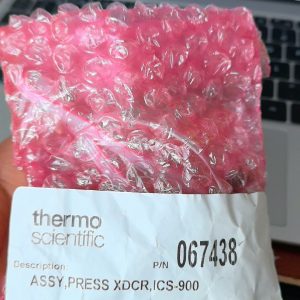 thermo
scientific
P/N 067438
Description:
ASSY,PRESS XDCR,ICS-900